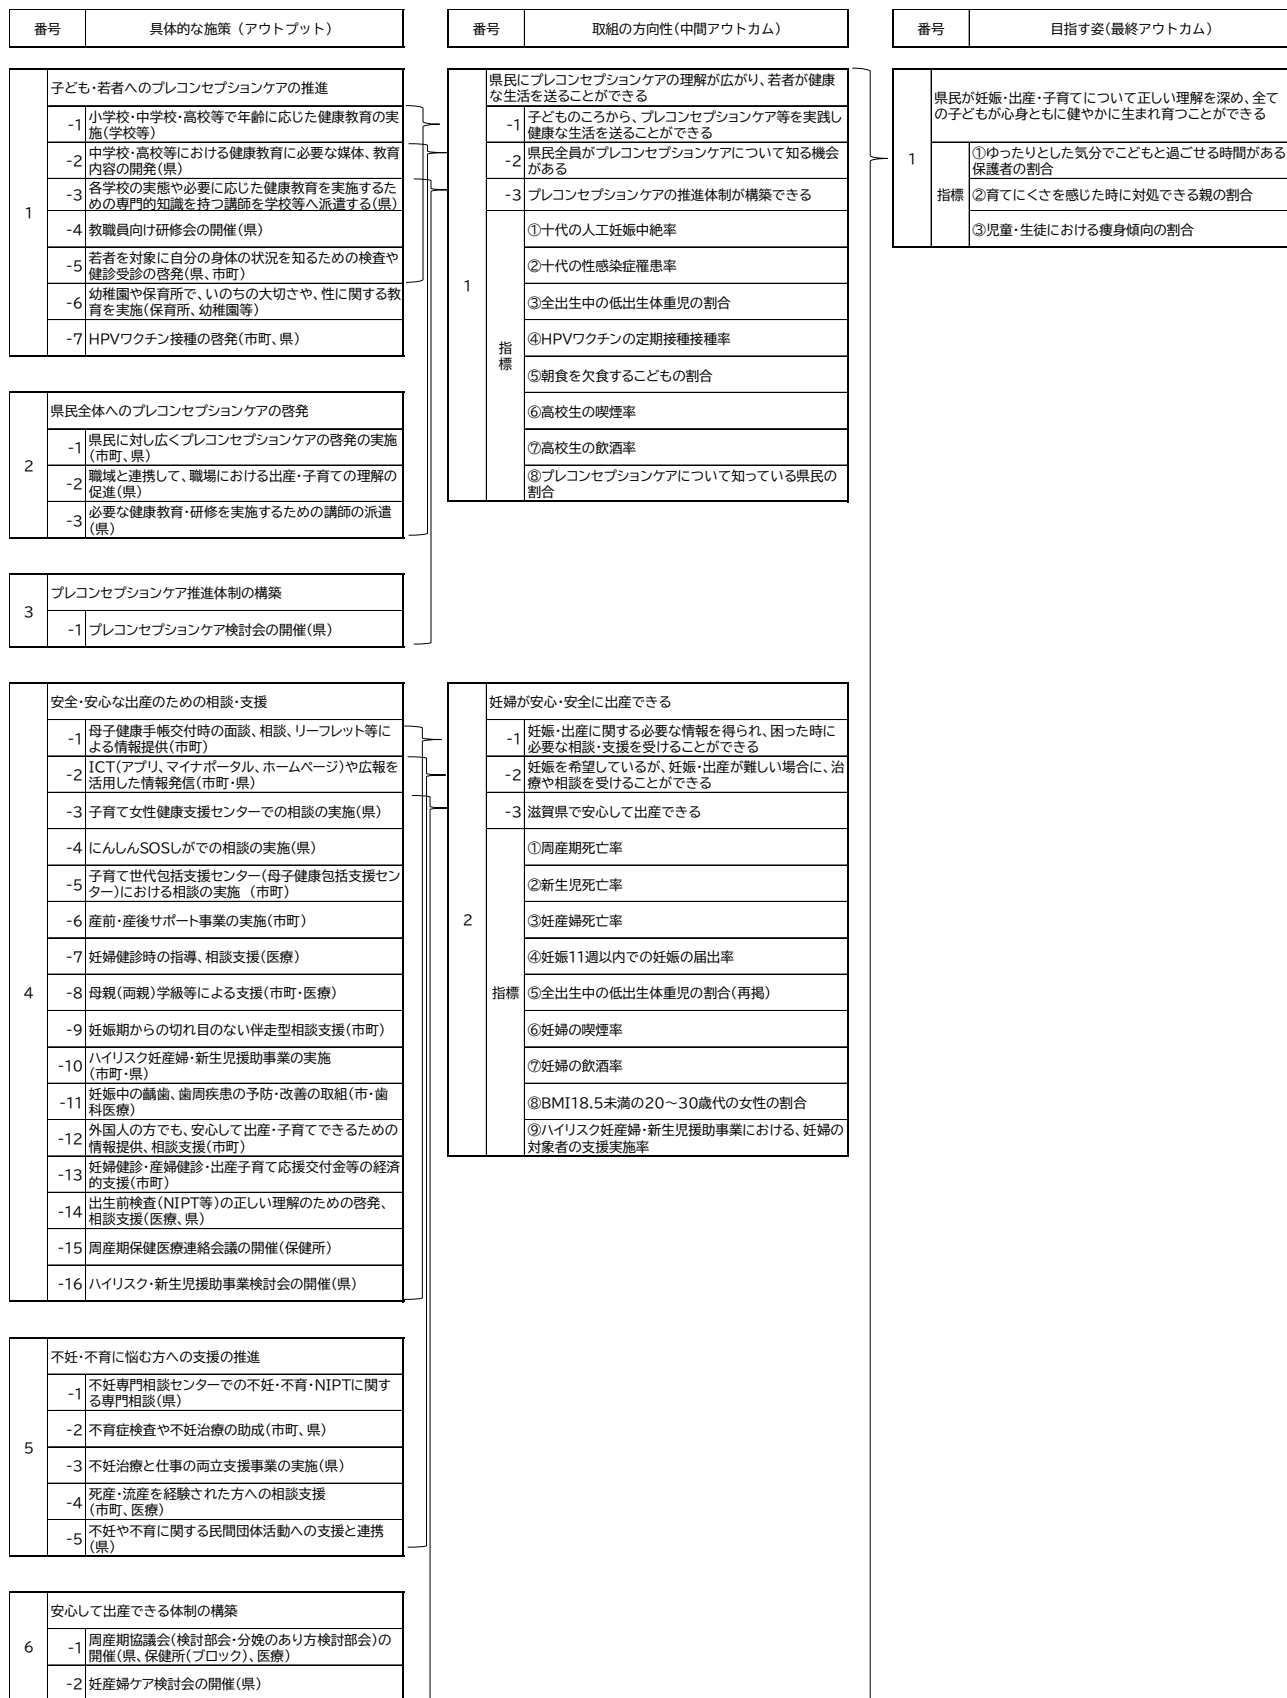 番号
具体的な施策（アウトプット）
番号
取組の方向性(中間アウトカム)
番号
目指す姿(最終アウトカム)
1
子ども・若者へのプレコンセプションケアの推進
-1
小学校・中学校・高校等で年齢に応じた健康教育の実
施(学校等)
-2
中学校・高校等における健康教育に必要な媒体、教育
内容の開発(県)
-3
各学校の実態や必要に応じた健康教育を実施するた
めの専門的知識を持つ講師を学校等へ派遣する(県)
-4
教職員向け研修会の開催(県)
-5
若者を対象に自分の身体の状況を知るための検査や
健診受診の啓発(県、市町)
-6
幼稚園や保育所で、いのちの大切さや、性に関する教
育を実施(保育所、幼稚園等)
-7
HPVワクチン接種の啓発(市町、県)
2
県民全体へのプレコンセプションケアの啓発
-1
県民に対し広くプレコンセプションケアの啓発の実施
(市町、県)
-2
職域と連携して、職場における出産・子育ての理解の
促進(県)
-3
必要な健康教育・研修を実施するための講師の派遣
(県)
3
プレコンセプションケア推進体制の構築
-1
プレコンセプションケア検討会の開催(県)
4
安全・安心な出産のための相談・支援
-1
母子健康手帳交付時の面談、相談、リーフレット等に
よる情報提供(市町)
-2
ICT(アプリ、マイナポータル、ホームページ)や広報を
活用した情報発信(市町・県)
-3
子育て女性健康支援センターでの相談の実施(県)
-4
にんしんSOSしがでの相談の実施(県)
-5
子育て世代包括支援センター(母子健康包括支援セン
ター)における相談の実施　(市町)
-6
産前・産後サポート事業の実施(市町)
-7
妊婦健診時の指導、相談支援(医療)
-8
母親(両親)学級等による支援(市町・医療)
-9
妊娠期からの切れ目のない伴走型相談支援(市町)
-10
ハイリスク妊産婦・新生児援助事業の実施
(市町・県)
-11
妊娠中の齲歯、歯周疾患の予防・改善の取組(市・歯
科医療)
-12
外国人の方でも、安心して出産・子育てできるための
情報提供、相談支援(市町)
-13
妊婦健診・産婦健診・出産子育て応援交付金等の経済
的支援(市町)
-14
出生前検査(NIPT等)の正しい理解のための啓発、
相談支援(医療、県)
-15
周産期保健医療連絡会議の開催(保健所)
-16
ハイリスク・新生児援助事業検討会の開催(県)
5
不妊・不育に悩む方への支援の推進
-1
不妊専門相談センターでの不妊・不育・NIPTに関す
る専門相談(県)
-2
不育症検査や不妊治療の助成(市町、県)
-3
不妊治療と仕事の両立支援事業の実施(県)
-4
死産・流産を経験された方への相談支援
(市町、医療)
-5
不妊や不育に関する民間団体活動への支援と連携
(県)
6
安心して出産できる体制の構築
-1
周産期協議会(検討部会・分娩のあり方検討部会)の
開催(県、保健所(ブロック)、医療)
-2
妊産婦ケア検討会の開催(県)
1
県民にプレコンセプションケアの理解が広がり、若者が健康
な生活を送ることができる
-1
子どものころから、プレコンセプションケア等を実践し
健康な生活を送ることができる
-2
県民全員がプレコンセプションケアについて知る機会
がある
-3
プレコンセプションケアの推進体制が構築できる
指
標
①十代の人工妊娠中絶率
②十代の性感染症罹患率
③全出生中の低出生体重児の割合
④HPVワクチンの定期接種接種率
⑤朝食を欠食するこどもの割合
⑥高校生の喫煙率
⑦高校生の飲酒率
⑧プレコンセプションケアについて知っている県民の
割合
2
妊婦が安心・安全に出産できる
-1
妊娠・出産に関する必要な情報を得られ、困った時に
必要な相談・支援を受けることができる
-2
妊娠を希望しているが、妊娠・出産が難しい場合に、治
療や相談を受けることができる
-3
滋賀県で安心して出産できる
指標
①周産期死亡率
②新生児死亡率
③妊産婦死亡率
④妊娠11週以内での妊娠の届出率
⑤全出生中の低出生体重児の割合(再掲)
⑥妊婦の喫煙率
⑦妊婦の飲酒率
⑧BMI18.5未満の20～30歳代の女性の割合
⑨ハイリスク妊産婦・新生児援助事業における、妊婦の
対象者の支援実施率
1
県民が妊娠・出産・子育てについて正しい理解を深め、全て
の子どもが心身ともに健やかに生まれ育つことができる
指標
①ゆったりとした気分でこどもと過ごせる時間がある
保護者の割合
②育てにくさを感じた時に対処できる親の割合
③児童・生徒における痩身傾向の割合